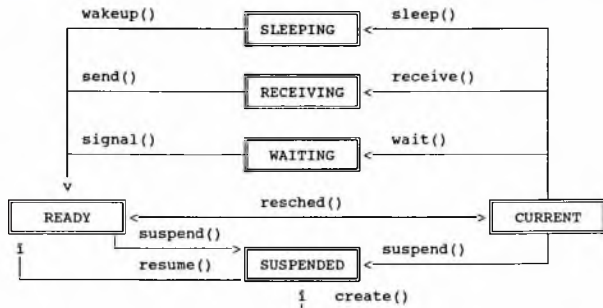 wakeup() SLEEPING sleep()
send() RECEIVING receive()
signal() WAITING wait()
v
READY resched() CURRENT
suspend() suspend()
resume() SUSPENDED
create()